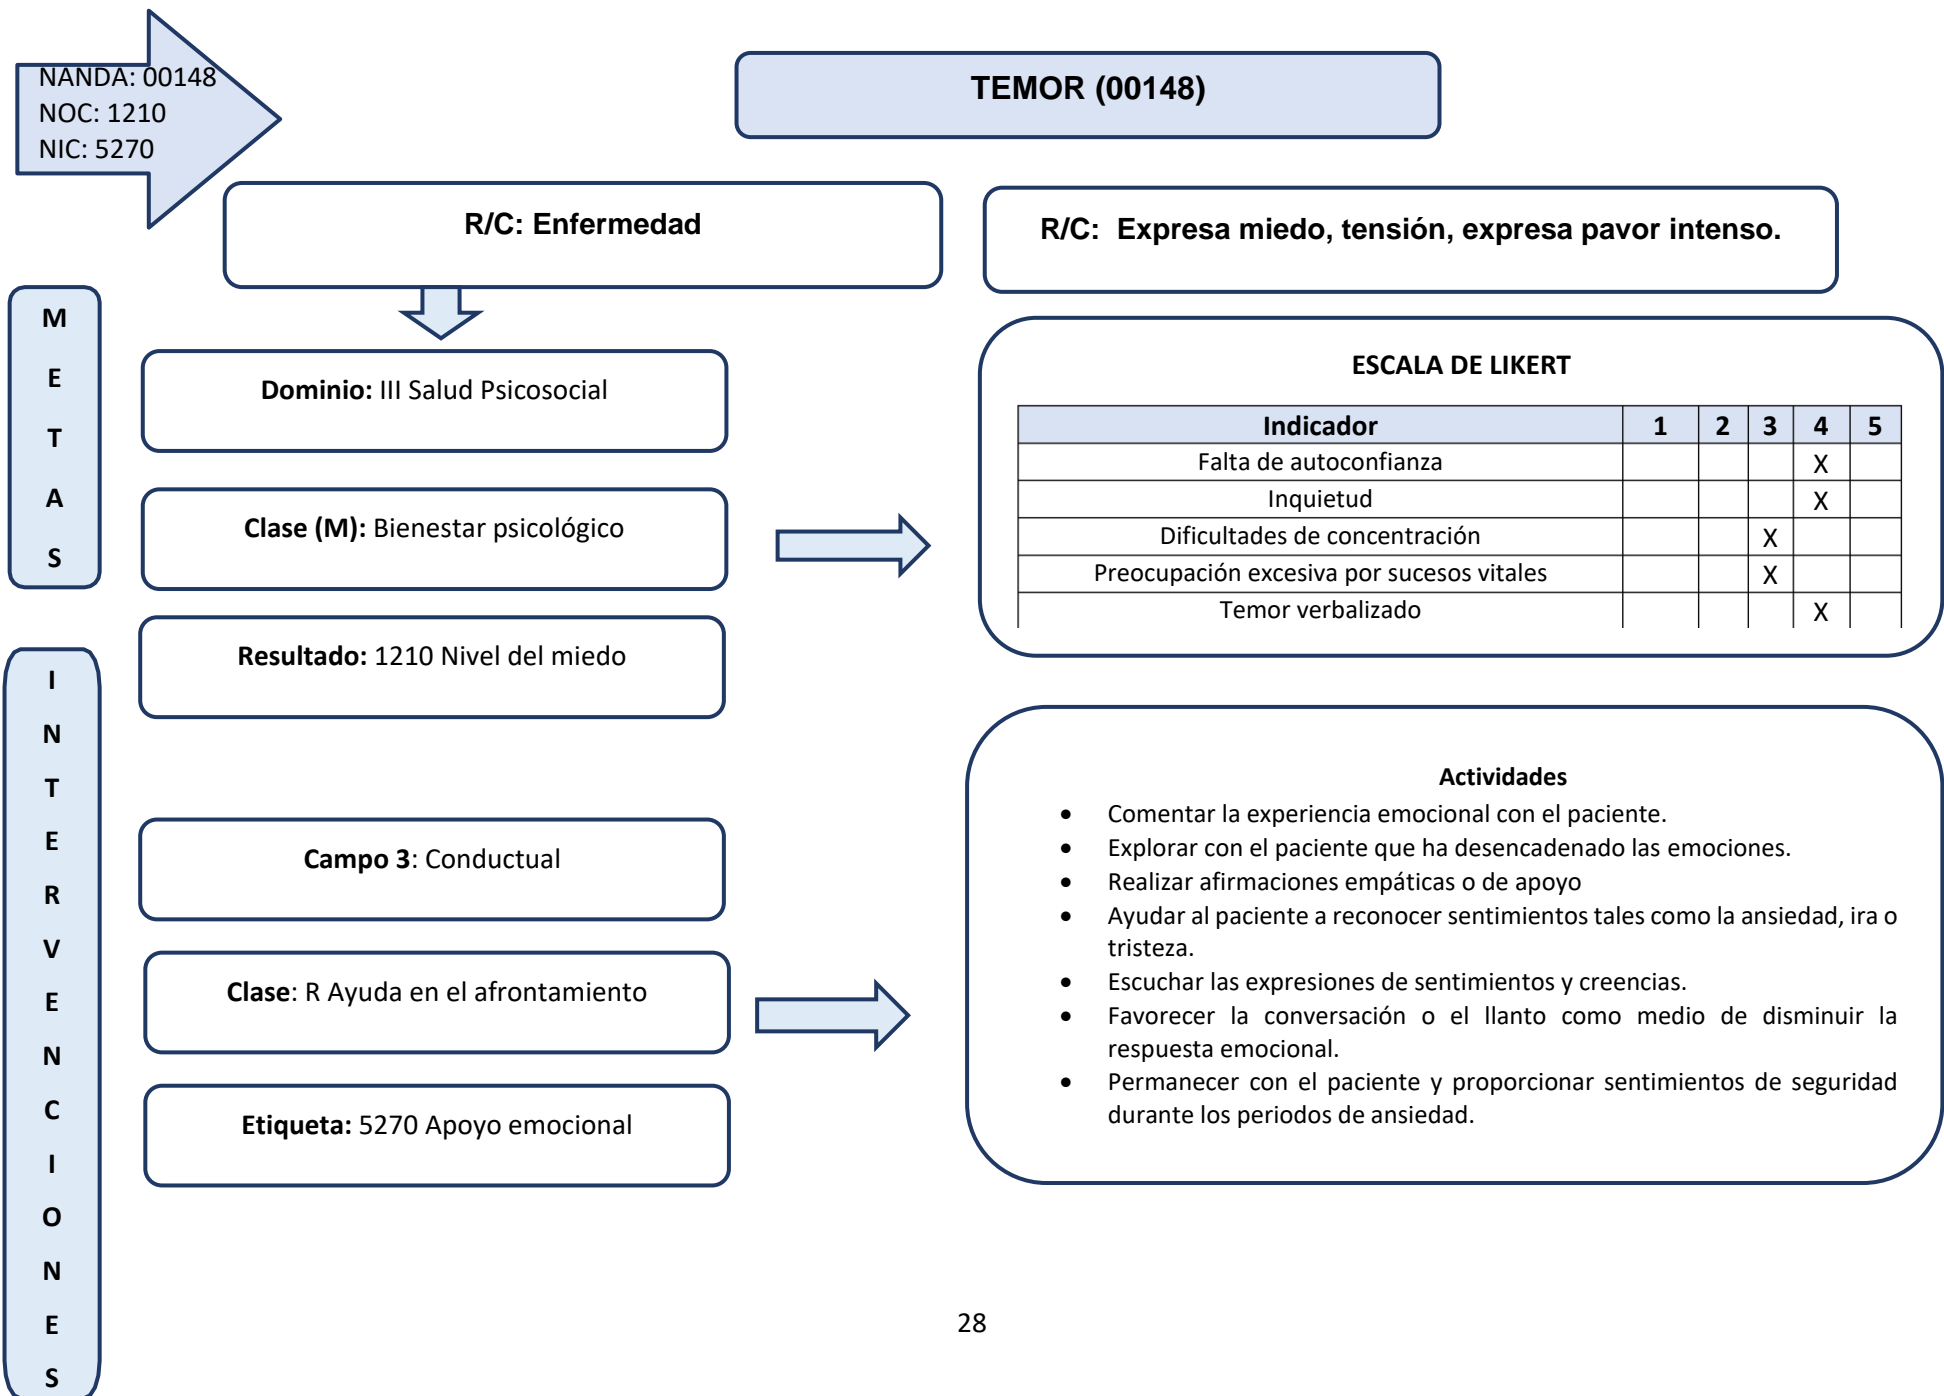 NANDA: 00148
NOC: 1210
NIC: 5270
TEMOR (00148)
R/C: Enfermedad
R/C: Expresa miedo, tensión, expresa pavor intenso.
M
E
T
A
S
Dominio: III Salud Psicosocial
Clase (M): Bienestar psicológico
Resultado: 1210 Nivel del miedo
ESCALA DE LIKERT
Indicador 1 2 3 4 5
Falta de autoconfianza X
Inquietud X
Dificultades de concentración X
Preocupación excesiva por sucesos vitales X
Temor verbalizado X
I
N
T
E
R
V
E
N
C
I
O
N
E
S
Campo 3: Conductual
Clase: R Ayuda en el afrontamiento
Etiqueta: 5270 Apoyo emocional
Actividades
• Comentar la experiencia emocional con el paciente.
• Explorar con el paciente que ha desencadenado las emociones.
• Realizar afirmaciones empáticas o de apoyo
• Ayudar al paciente a reconocer sentimientos tales como la ansiedad, ira o
tristeza.
• Escuchar las expresiones de sentimientos y creencias.
• Favorecer la conversación o el llanto como medio de disminuir la
respuesta emocional.
• Permanecer con el paciente y proporcionar sentimientos de seguridad
durante los periodos de ansiedad.
28